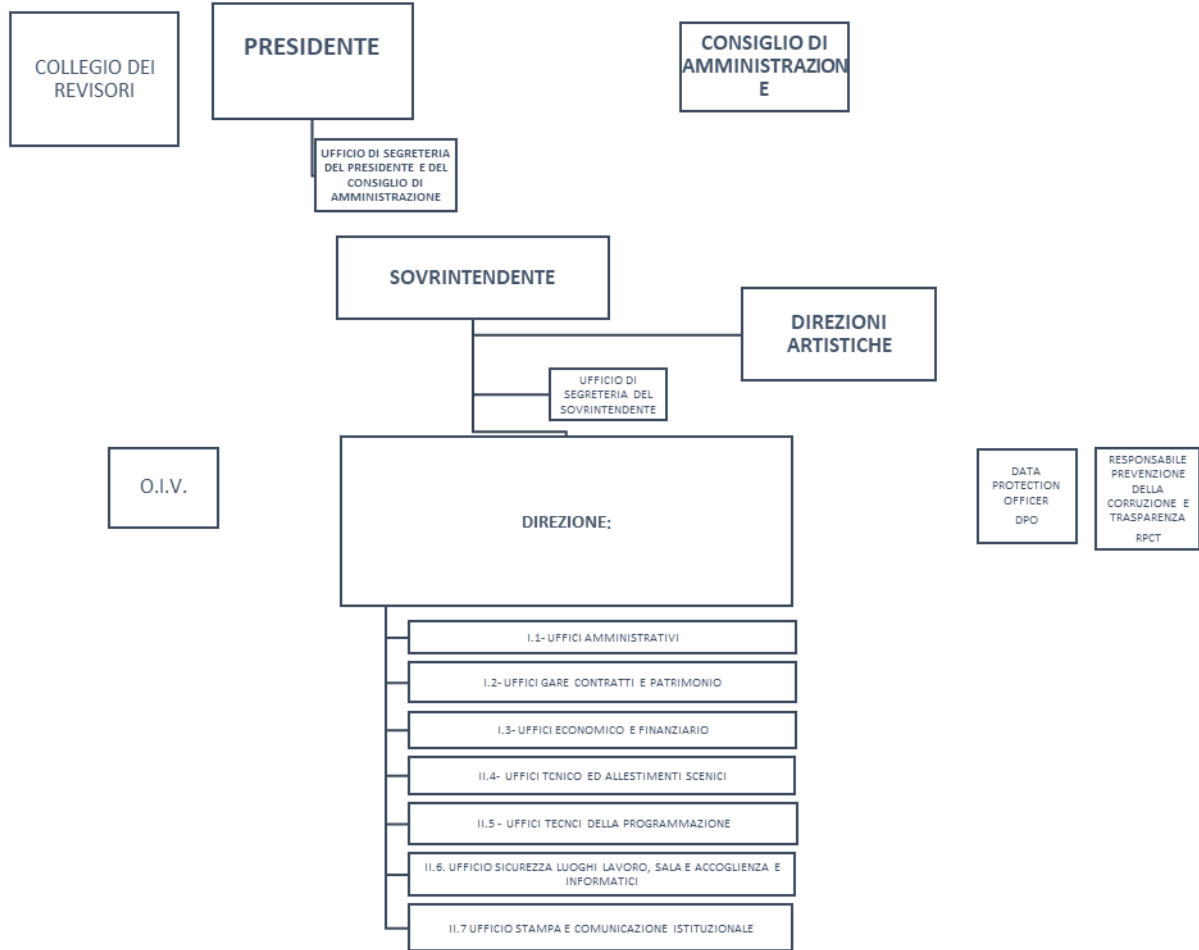 COLLEGIO DEI
REVISORI
PRESIDENTE
CONSIGLIO DI
AMMINISTRAZION
E
UFFICIO DI SEGRETERIA
DEL PRESIDENTE E DEL
CONSIGLIO DI
AMMINISTRAZIONE
SOVRINTENDENTE
DIREZIONI
ARTISTICHE
UFFICIO DI
SEGRETERIA DEL
SOVRINTENDENTE
O.I.V.
DIREZIONE:
DATA
PROTECTION
OFFICER
DPO
RESPONSABILE
PREVENZIONE
DELLA
CORRUZIONE E
TRASPARENZA
RPCT
I.1- UFFICI AMMINISTRATIVI
I.2- UFFICI GARE CONTRATTI E PATRIMONIO
I.3- UFFICI ECONOMICO E FINANZIARIO
II.4- UFFICI TCNICO ED ALLESTIMENTI SCENICI
II.5 - UFFICI TECNCI DELLA PROGRAMMAZIONE
II.6. UFFICIO SICUREZZA LUOGHI LAVORO, SALA E ACCOGLIENZA E
INFORMATICI
II.7 UFFICIO STAMPA E COMUNICAZIONE ISTITUZIONALE